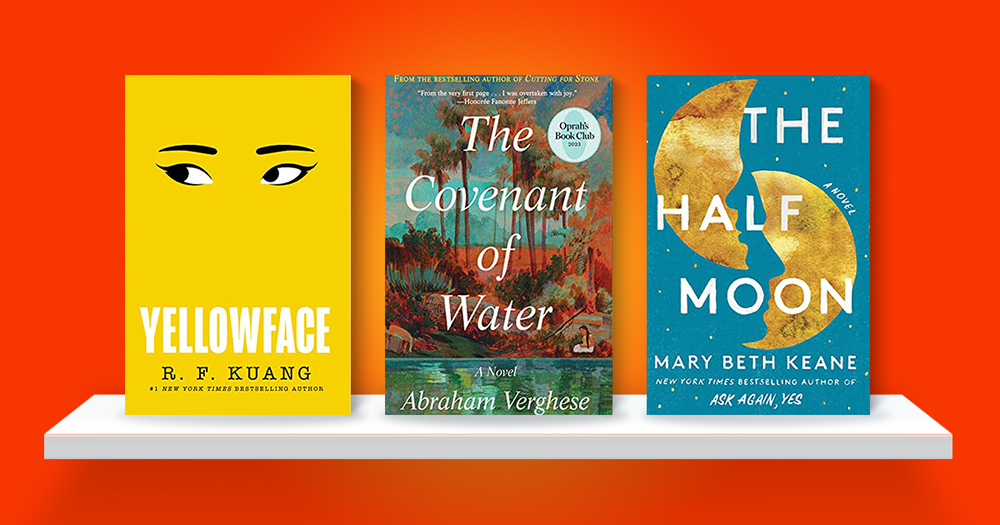 YELLOWFACE
R. F. KUANG
#1 NEW YORK TIMES BESTSELLING AUTHOR
FROM THE BESTSELLING AUTHOR OF CUTTING FOR STONE
"From the very first page . . . I was overtaken with joy."
—Honorée Fanonne Jeffers
Oprah's
Book Club
2023
The
Covenant
of
Water
A Novel
Abraham Verghese
THE
HALF
MOON
A NOVEL
MARY BETH KEANE
NEW YORK TIMES BESTSELLING AUTHOR OF
ASK AGAIN, YES